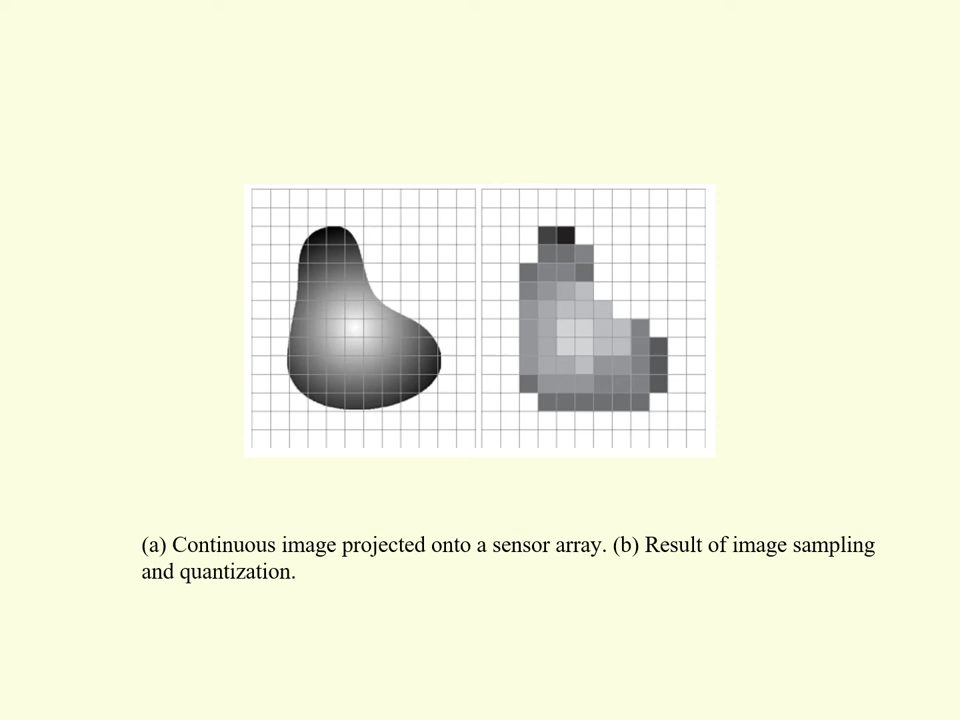 (a) Continuous image projected onto a sensor array. (b) Result of image sampling
and quantization.